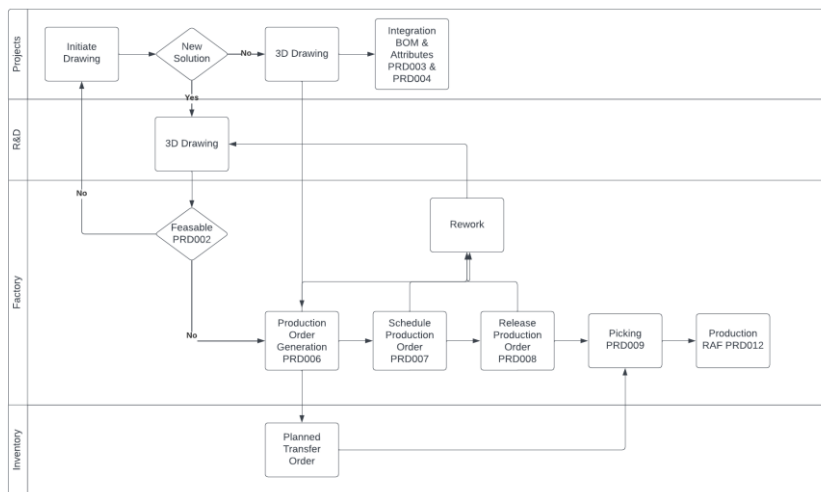 Projects
Initiate
Drawing
New
Solution
No
3D Drawing
Integration
BOM &
Attributes
PRD003 &
PRD004
Yes
R&D
3D Drawing
No
Factory
Feasable
PRD002
Rework
No
Production
Order
Generation
PRD006
Schedule
Production
Order
PRD007
Release
Production
Order
PRD008
Picking
PRD009
Production
RAF PRD012
Inventory
Planned
Transfer
Order